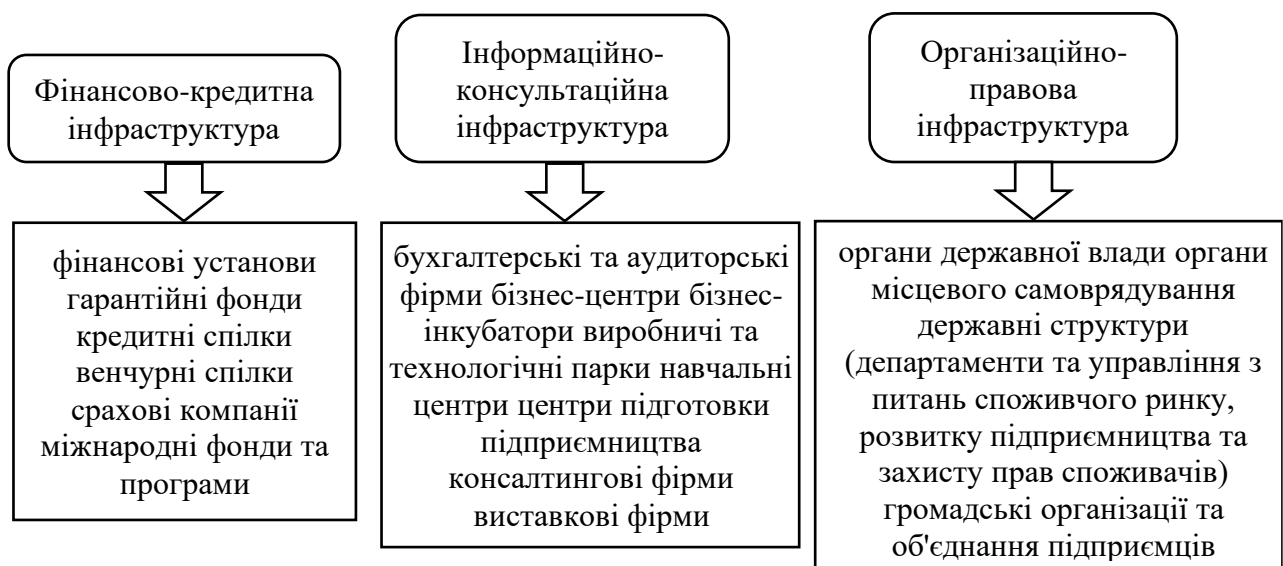 Фінансово-кредитна
інфраструктура
Інформаційно-
консультаційна
інфраструктура
Організаційно-
правова
інфраструктура
фінансові установи
гарантійні фонди
кредитні спілки
венчурні спілки
срахові компанії
міжнародні фонди та
програми
бухгалтерські та аудиторські
фірми бізнес-центри бізнес-
інкубатори виробничі та
технологічні парки навчальні
центри центри підготовки
підприємництва
консалтингові фірми
виставкові фірми
органи державної влади органи
місцевого самоврядування
державні структури
(департаменти та управління з
питань споживчого ринку,
розвитку підприємництва та
захисту прав споживачів)
громадські організації та
об'єднання підприємців